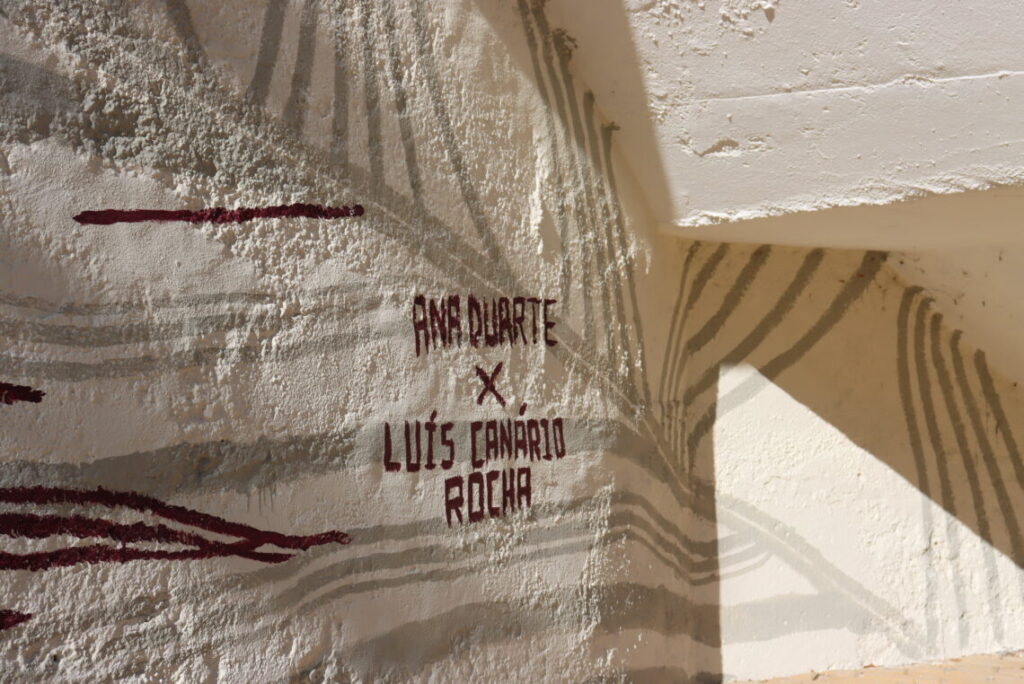 ANA DUARTE
X
LUÍS CANÁRIO
ROCHA